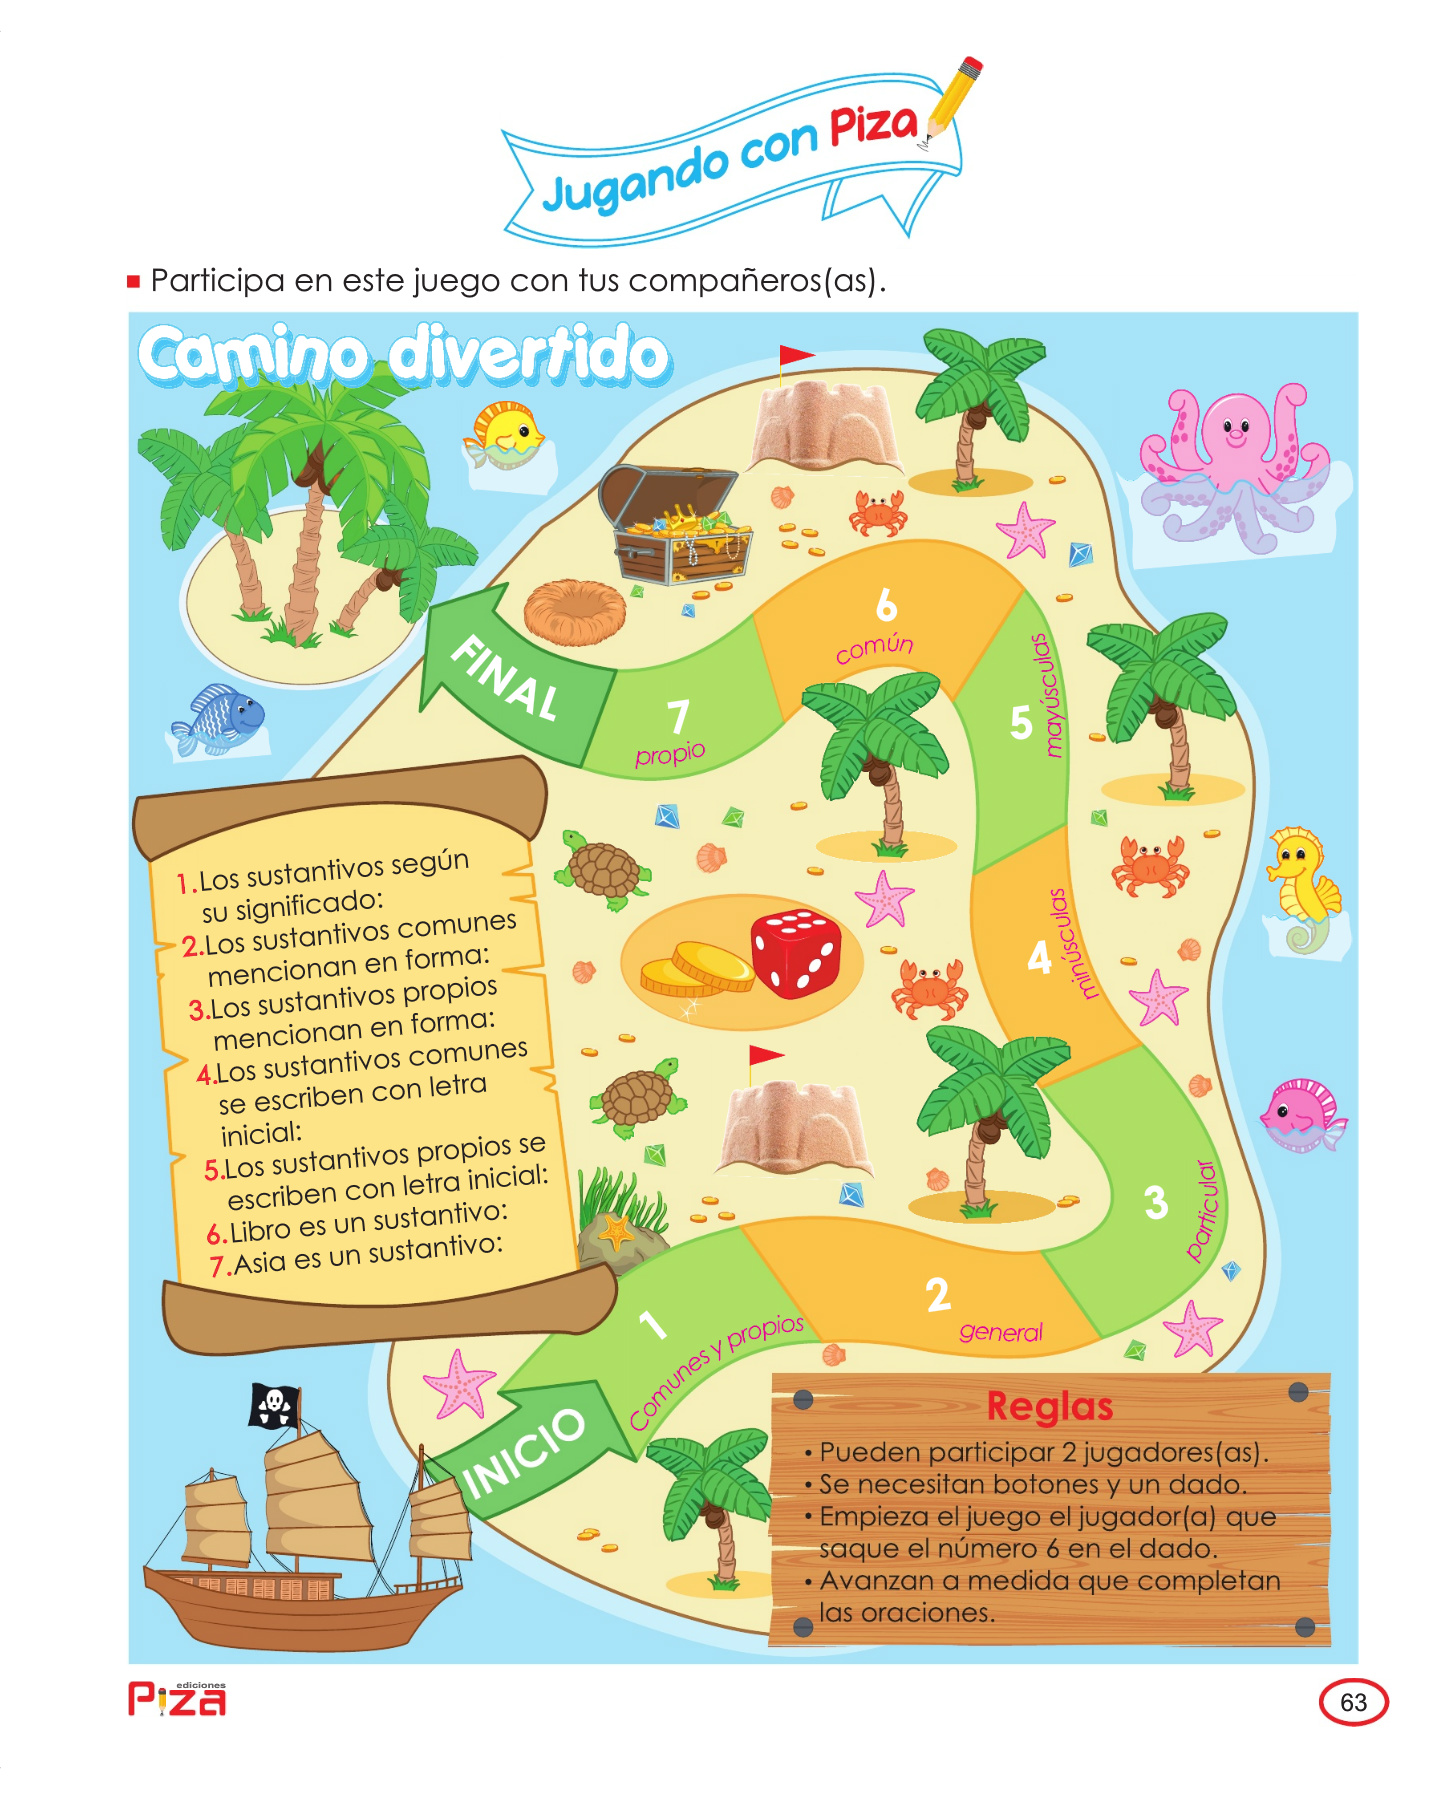 Jugando con Piza
Participa en este juego con tus compañeros(as).
Camino divertido
FINAL
7
propio
6
común
5
mayúsculas
4
minúsculas
3
particular
2
general
1
Comunes y propios
INICIO
1.Los sustantivos según
su significado:
2.Los sustantivos comunes
mencionan en forma:
3.Los sustantivos propios
mencionan en forma:
4.Los sustantivos comunes
se escriben con letra
inicial:
5.Los sustantivos propios se
escriben con letra inicial:
6.Libro es un sustantivo:
7.Asia es un sustantivo:
Reglas
• Pueden participar 2 jugadores(as).
• Se necesitan botones y un dado.
• Empieza el juego el jugador(a) que
saque el número 6 en el dado.
• Avanzan a medida que completan
las oraciones.
ediciones
Piza
63